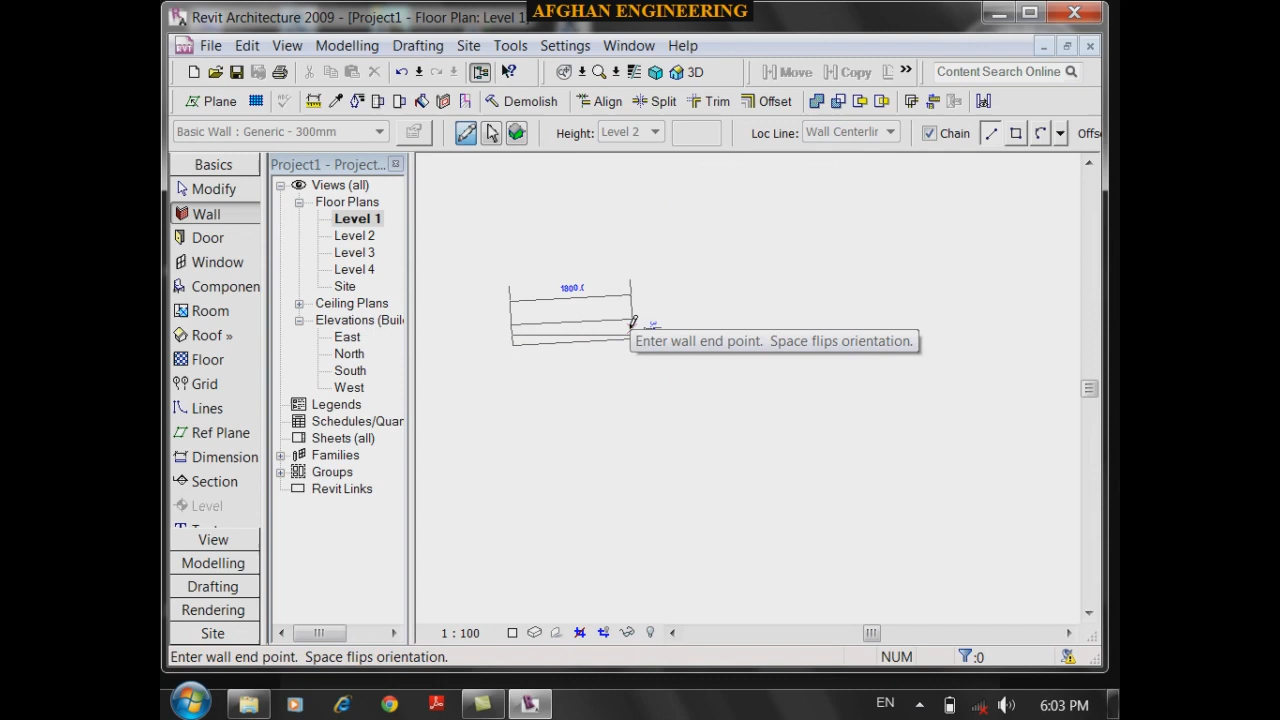 AFGHAN ENGINEERING
Revit Architecture 2009 - [Project1 - Floor Plan: Level 1]
File Edit View Modelling Drafting Site Tools Settings Window Help
3D Move Copy » Content Search Online
Plane Demolish Align Split Trim Offset
Basic Wall : Generic - 300mm Height: Level 2 Loc Line: Wall Centerlin Chain Offs
Basics
Modify
Wall
Door
Window
Componen
Room
Roof »
Floor
Grid
Lines
Ref Plane
Dimension
Section
Level
View
Modelling
Drafting
Rendering
Site
Project1 - Project...
Views (all)
Floor Plans
Level 1
Level 2
Level 3
Level 4
Site
Ceiling Plans
Elevations (Buil
East
North
South
West
Legends
Schedules/Quan
Sheets (all)
Families
Groups
Revit Links
1800.0
Enter wall end point. Space flips orientation.
1 : 100
Enter wall end point. Space flips orientation.
NUM
:0
EN
6:03 PM